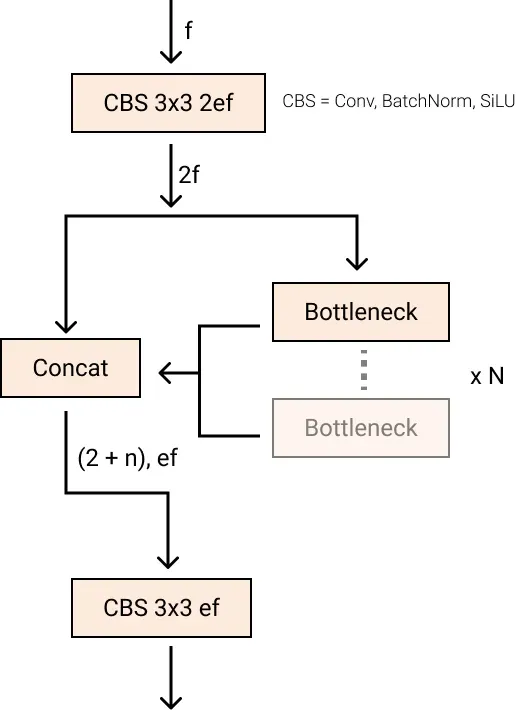 f
CBS 3x3 2ef
CBS = Conv, BatchNorm, SiLU
2f
Bottleneck
Concat
x N
Bottleneck
(2 + n), ef
CBS 3x3 ef